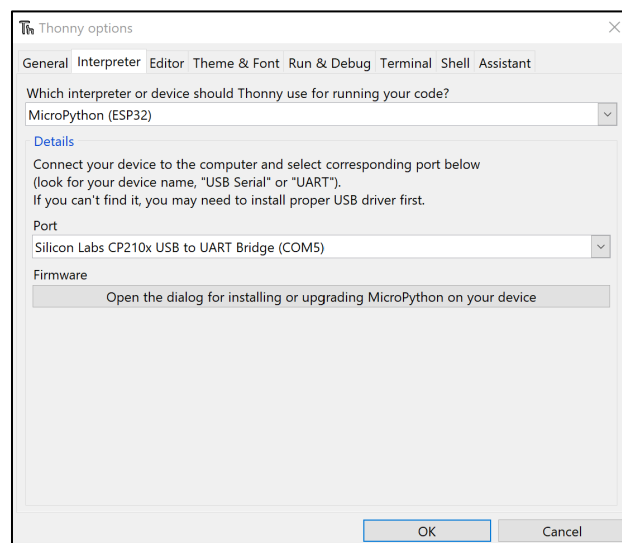 Thonny options
General Interpreter Editor Theme & Font Run & Debug Terminal Shell Assistant
Which interpreter or device should Thonny use for running your code?
MicroPython (ESP32)
Details
Connect your device to the computer and select corresponding port below
(look for your device name, "USB Serial" or "UART").
If you can't find it, you may need to install proper USB driver first.
Port
Silicon Labs CP210x USB to UART Bridge (COM5)
Firmware
Open the dialog for installing or upgrading MicroPython on your device
OK Cancel